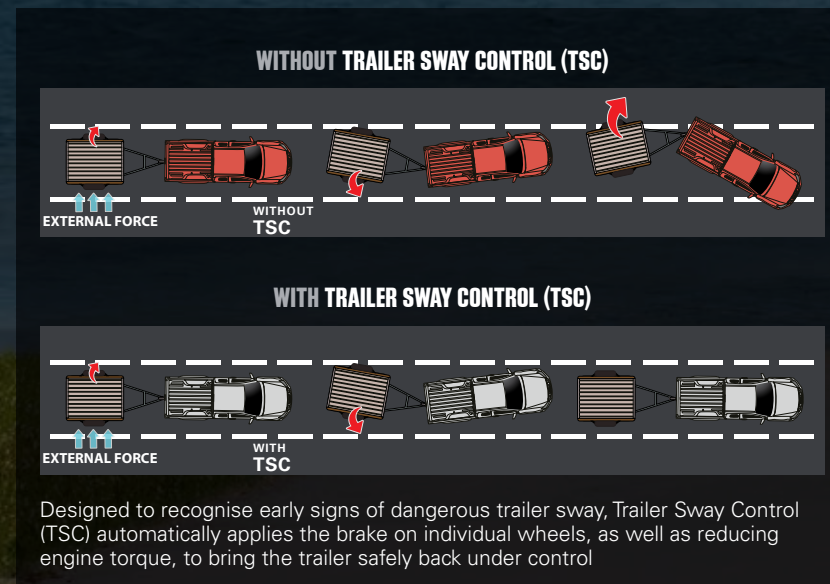 WITHOUT TRAILER SWAY CONTROL (TSC)
EXTERNAL FORCE
WITHOUT
TSC
WITH TRAILER SWAY CONTROL (TSC)
EXTERNAL FORCE
WITH
TSC
Designed to recognise early signs of dangerous trailer sway, Trailer Sway Control
(TSC) automatically applies the brake on individual wheels, as well as reducing
engine torque, to bring the trailer safely back under control